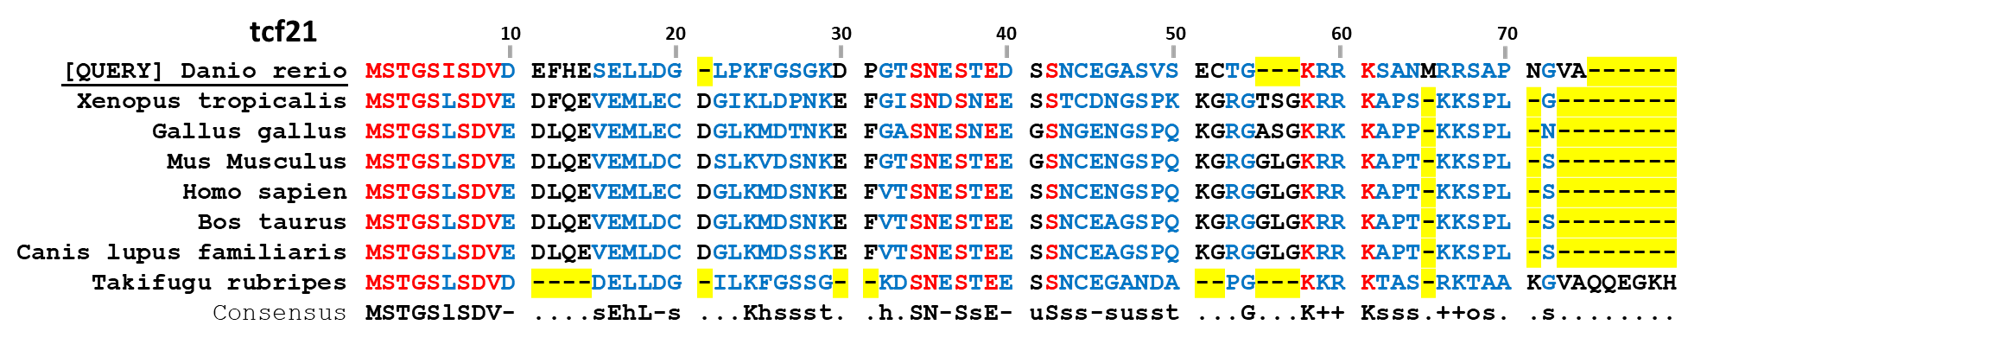 tcf21 10 20 30 40 50 60 70
[QUERY] Danio rerio MSTGSISDVD EFHESELLDG -LPKFGSGKD PGTSNESTED SSNCEGASVS ECTG---KRR KSANMRRSAP NGVA------
Xenopus tropicalis MSTGSLSDVE DFQEVEMLEC DGIKLDPNKE FGISNDSNEE SSTCDNGSPK KGRGTSGKRR KAPS-KKSPL -G--------
Gallus gallus MSTGSLSDVE DLQEVEMLEC DGLKMDTNKE FGASNESNEE GSNGENGSPQ KGRGASGKRK KAPP-KKSPL -N--------
Mus Musculus MSTGSLSDVE DLQEVEMLDC DSLKVDSNKE FGTSNESTEE GSNCENGSPQ KGRGGLGKRR KAPT-KKSPL -S--------
Homo sapien MSTGSLSDVE DLQEVEMLEC DGLKMDSNKE FVTSNESTEE SSNCENGSPQ KGRGGLGKRR KAPT-KKSPL -S--------
Bos taurus MSTGSLSDVE DLQEVEMLDC DGLKMDSNKE FVTSNESTEE SSNCEAGSPQ KGRGGLGKRR KAPT-KKSPL -S--------
Canis lupus familiaris MSTGSLSDVE DLQEVEMLDC DGLKMDSSKE FVTSNESTEE SSNCEAGSPQ KGRGGLGKRR KAPT-KKSPL -S--------
Takifugu rubripes MSTGSLSDVD ----DELLDG -ILKFGSSG- -KDSNESTEE SSNCEGANDA --PG---KKR KTAS-RKTAA KGVAQQEGKH
Consensus MSTGSlSDV- ....sEhL-s ...Khssst. .h.SN-SsE- uSss-susst ...G...K++ Ksss.++os. .s........